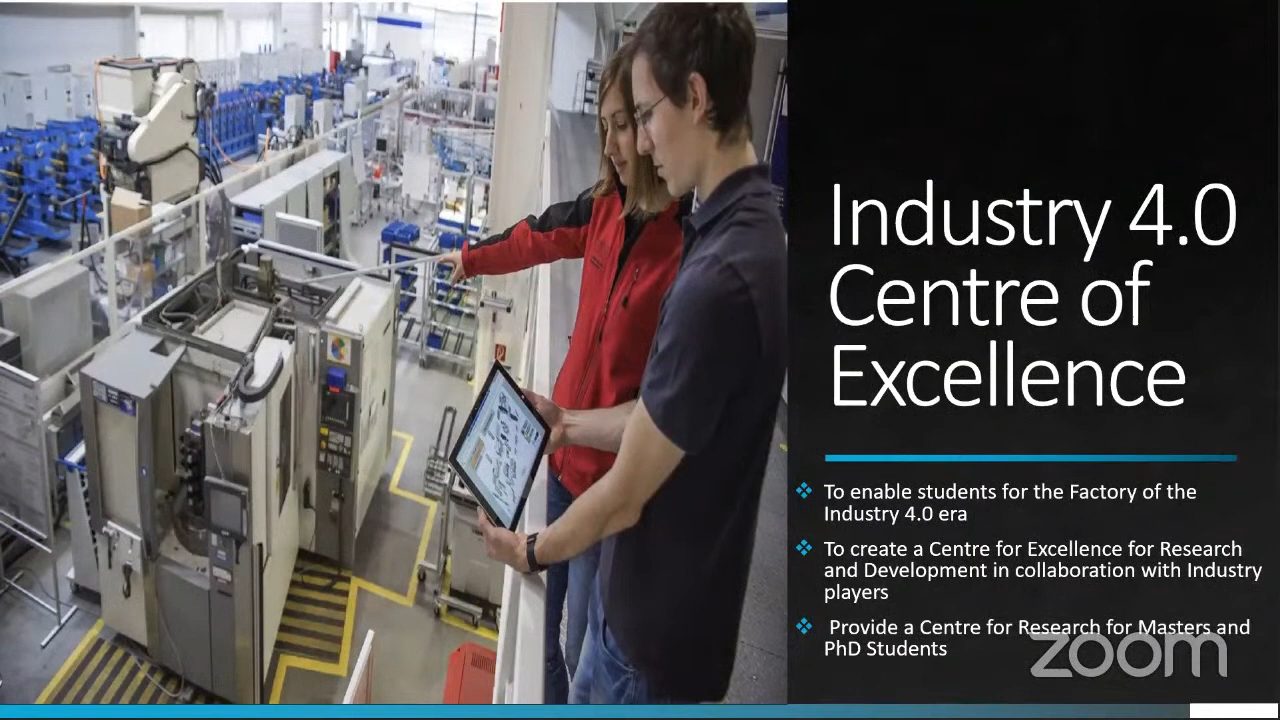 Industry 4.0
Centre of
Excellence
To enable students for the Factory of the
Industry 4.0 era
To create a Centre for Excellence for Research
and Development in collaboration with Industry
players
Provide a Centre for Research for Masters and
PhD Students
zoom